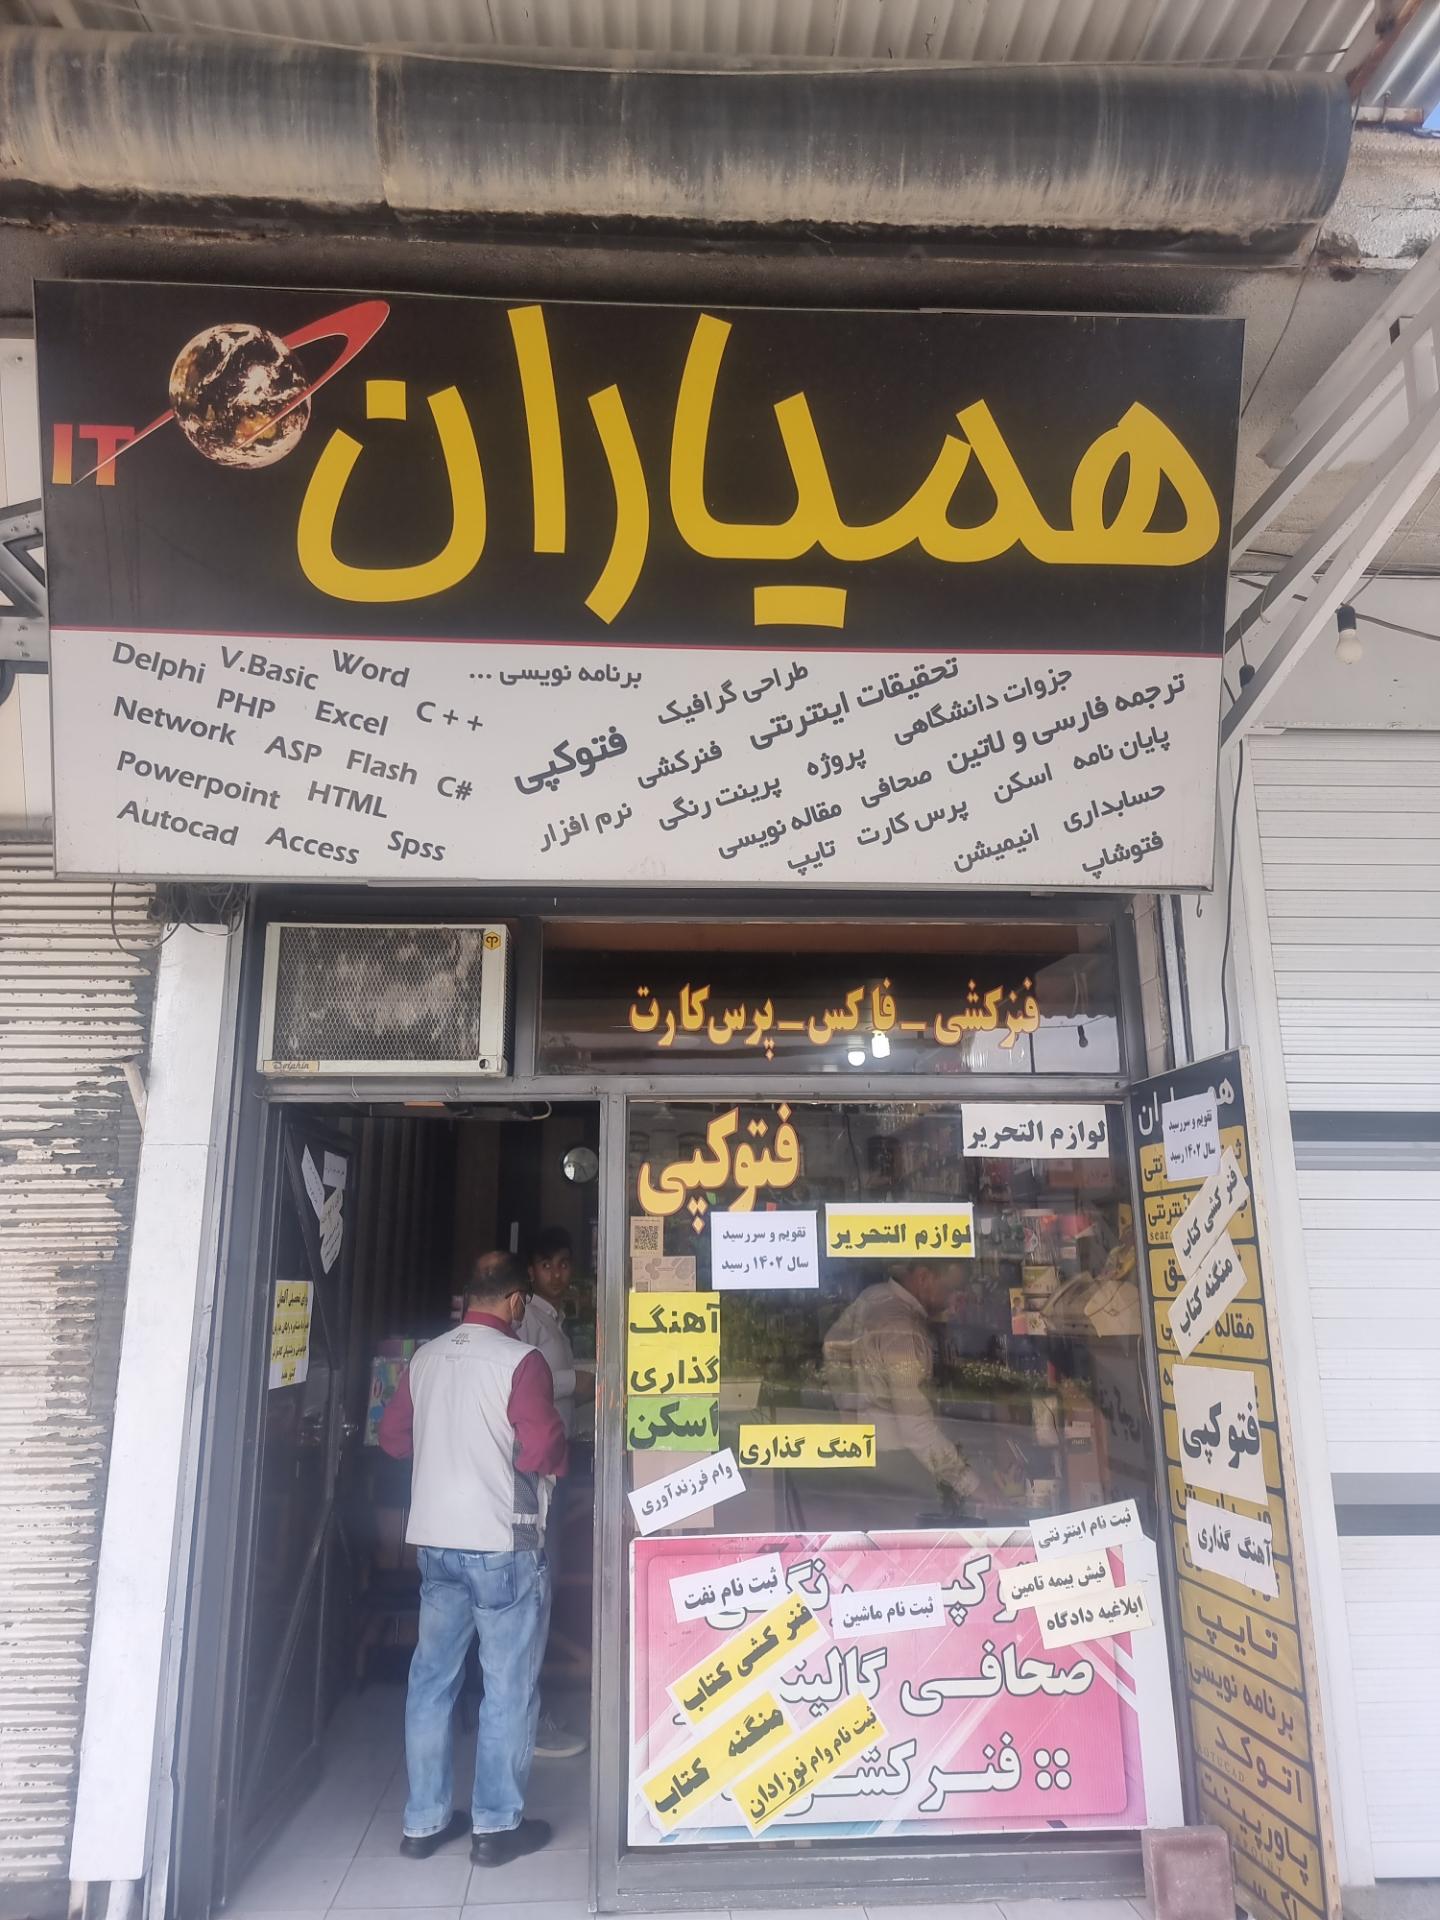 همیاران
IT
ترجمه فارسی و لاتین
جزوات دانشگاهی
تحقیقات اینترنتی
طراحی گرافیک
برنامه نویسی ...
پایان نامه
اسکن
صحافی
پروژه
فنرکشی
فتوکپی
حسابداری
پرس کارت
مقاله نویسی
پرینت رنگی
نرم افزار
انیمیشن
تایپ
فتوشاپ
Delphi V.Basic Word
Network PHP Excel C++
Powerpoint ASP Flash C#
Autocad HTML
Access Spss
Dolphin
فنرکشی - فاکس - پرس کارت
فتوکپی
لوازم التحریر
لوازم التحریر
تقویم و سررسید
سال ۱۴۰۲ رسید
آهنگ
گذاری
اسکن
آهنگ گذاری
وام فرزندآوری
ثبت نام اینترنتی
فیش بیمه تامین
ابلاغیه دادگاه
ثبت نام نفت
ثبت نام ماشین
فنر کشی کتاب
منگنه کتاب
ثبت نام وام نوزادان
صحافی
فنر
تقویم و سررسید
سال ۱۴۰۲ رسید
فنر کشی کتاب
منگنه کتاب
مقاله
فتوکپی
آهنگ گذاری
تایپ
برنامه نویسی
اتوکد
پاورپینت